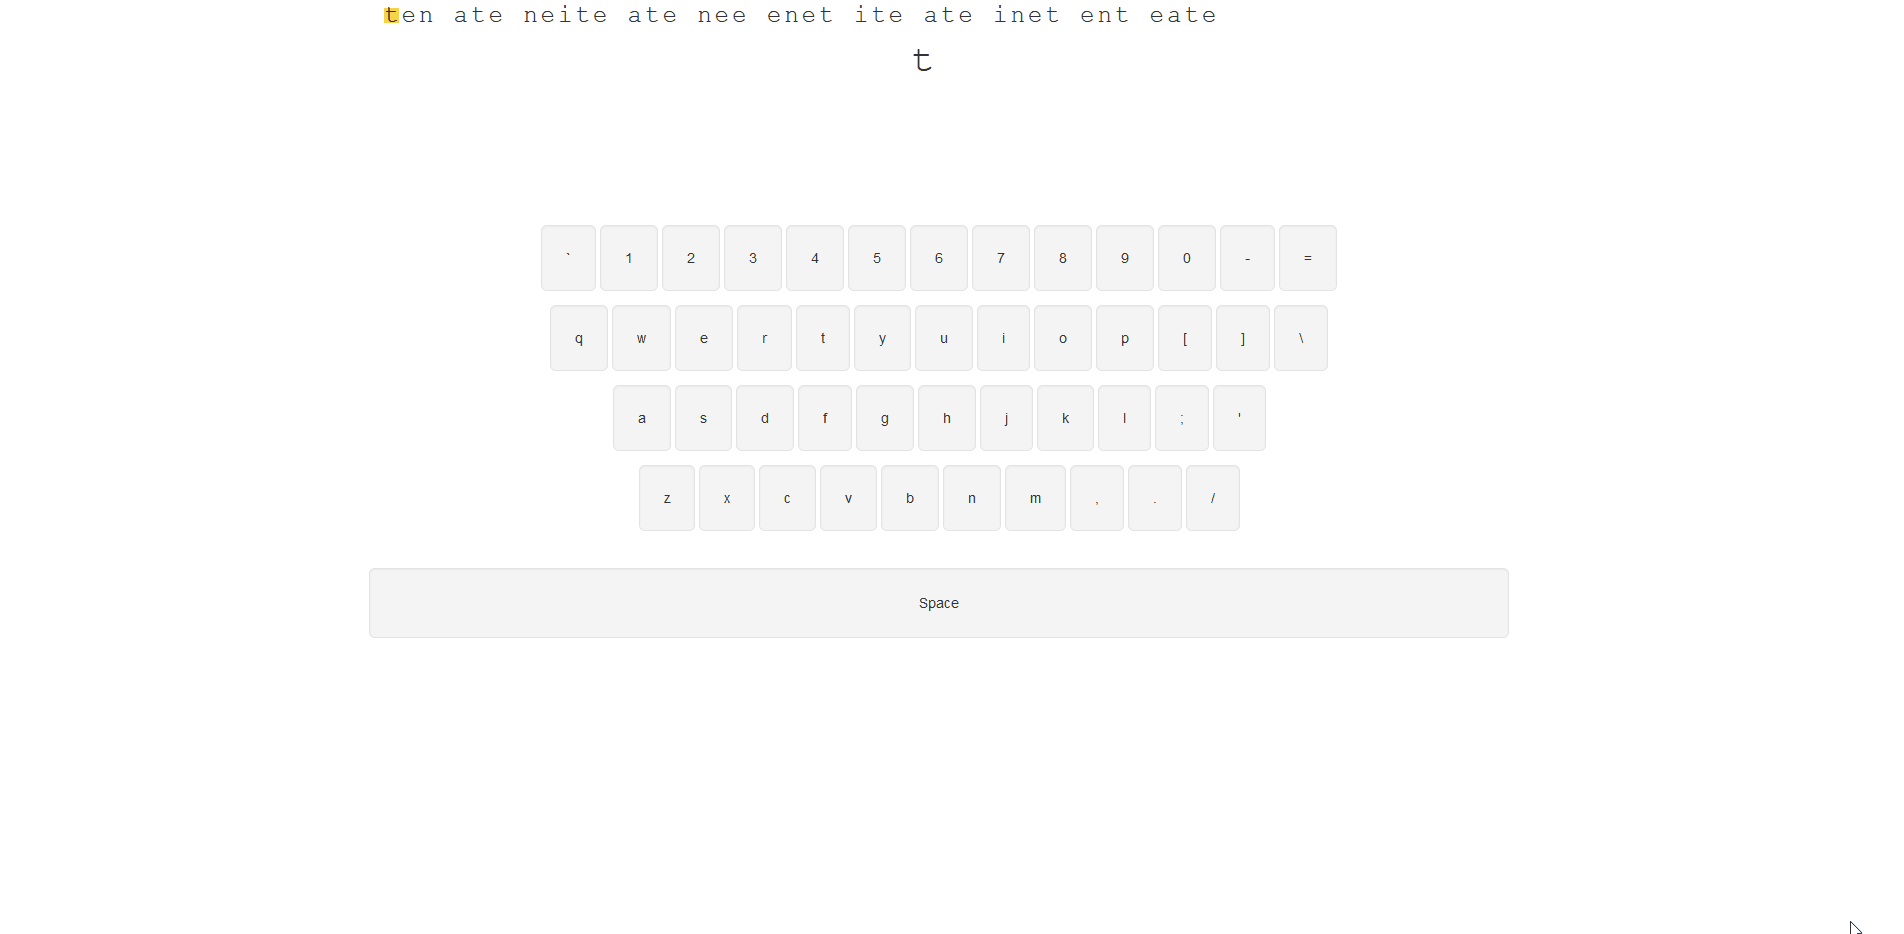 ten ate neite ate nee enet ite ate inet ent eate
t
` 1 2 3 4 5 6 7 8 9 0 - =
q w e r t y u i o p [ ] \
a s d f g h j k l ; '
z x c v b n m , . /
Space